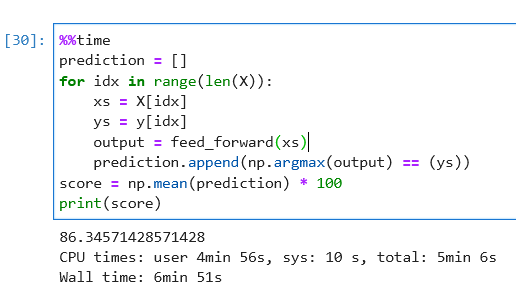 [30]: %%time
prediction = []
for idx in range(len(X)):
    xs = X[idx]
    ys = y[idx]
    output = feed_forward(xs)
    prediction.append(np.argmax(output) == (ys))
score = np.mean(prediction) * 100
print(score)
86.34571428571428
CPU times: user 4min 56s, sys: 10 s, total: 5min 6s
Wall time: 6min 51s